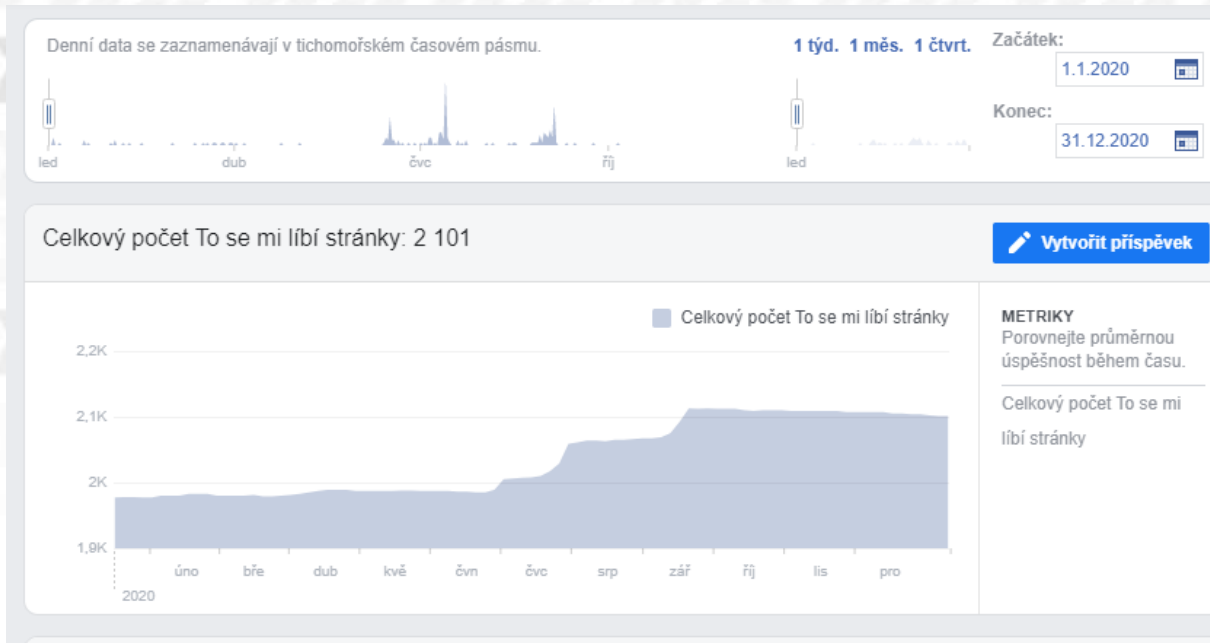 Denní data se zaznamenávají v tichomořském časovém pásmu.
1 týd. 1 měs. 1 čtvrt.
Začátek:
1.1.2020
Konec:
31.12.2020
led dub čvc říj led
Celkový počet To se mi líbí stránky: 2 101
Vytvořit příspěvek
Celkový počet To se mi líbí stránky
METRIKY
Porovnejte průměrnou
úspěšnost během času.
Celkový počet To se mi
líbí stránky
2,2K
2,1K
2K
1,9K
úno bře dub kvě čvn čvc srp zář říj lis pro
2020